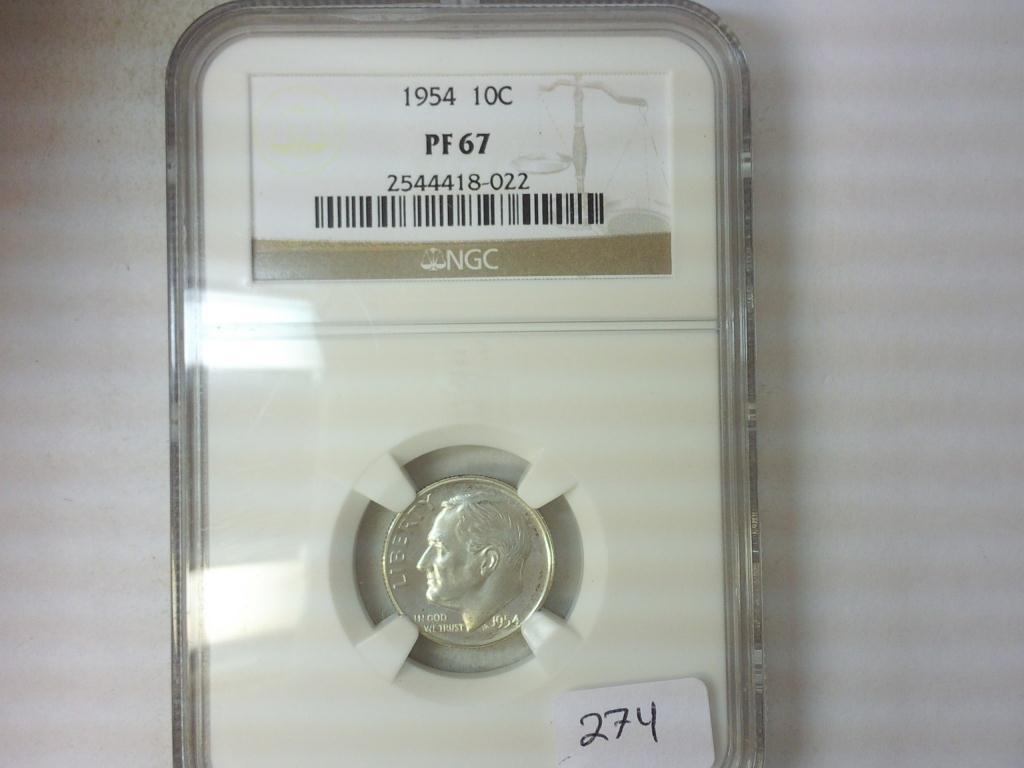 1954 10C
PF 67
2544418-022
NGC
LIBERTY
IN GOD
WE TRUST
1954
274